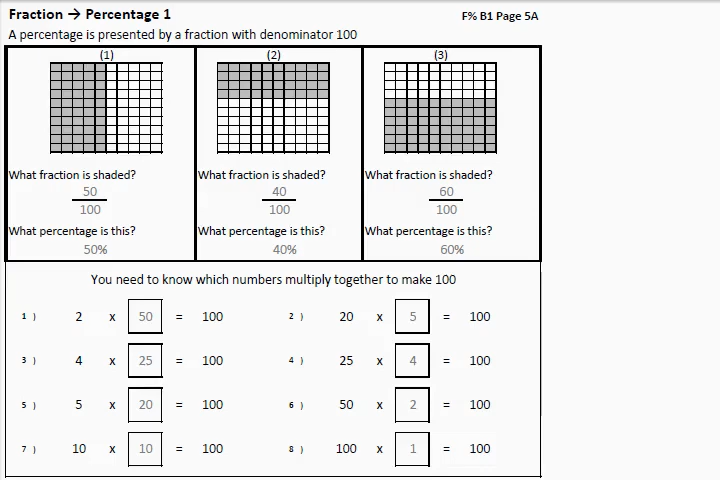 Fraction → Percentage 1
F% B1 Page 5A
A percentage is presented by a fraction with denominator 100
(1) (2) (3)
What fraction is shaded? What fraction is shaded? What fraction is shaded?
50 40 60
100 100 100
What percentage is this? What percentage is this? What percentage is this?
50% 40% 60%
You need to know which numbers multiply together to make 100
1 ) 2 x 50 = 100 2 ) 20 x 5 = 100
3 ) 4 x 25 = 100 4 ) 25 x 4 = 100
5 ) 5 x 20 = 100 6 ) 50 x 2 = 100
7 ) 10 x 10 = 100 8 ) 100 x 1 = 100